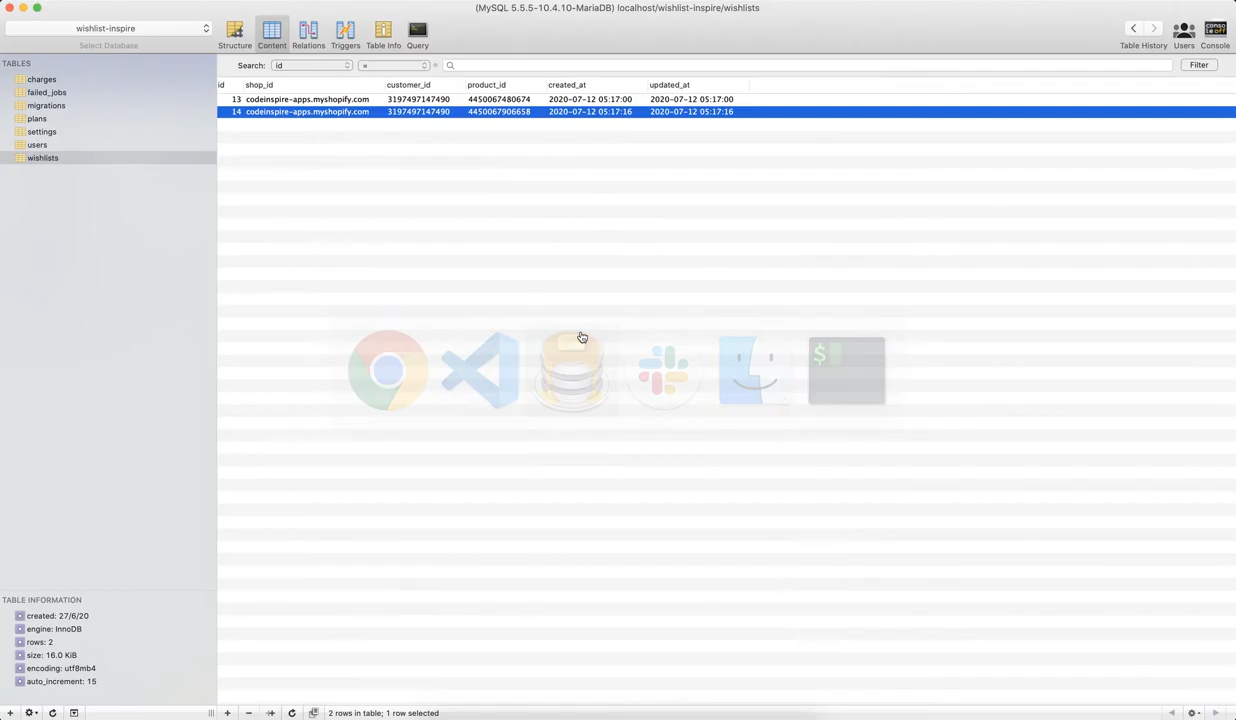 (MySQL 5.5.5-10.4.10-MariaDB) localhost/wishlist-inspire/wishlists
wishlist-inspire
Select Database
Structure
Content
Relations
Triggers
Table Info
Query
Table History
Users
Console
console off
TABLES
charges
failed_jobs
migrations
plans
settings
users
wishlists
Search:
id
=
Filter
id shop_id customer_id product_id created_at updated_at
13 codeinspire-apps.myshopify.com 3197497147490 4450067480674 2020-07-12 05:17:00 2020-07-12 05:17:00
14 codeinspire-apps.myshopify.com 3197497147490 4450067906658 2020-07-12 05:17:16 2020-07-12 05:17:16
$
TABLE INFORMATION
created: 27/6/20
engine: InnoDB
rows: 2
size: 16.0 KiB
encoding: utf8mb4
auto_increment: 15
2 rows in table; 1 row selected